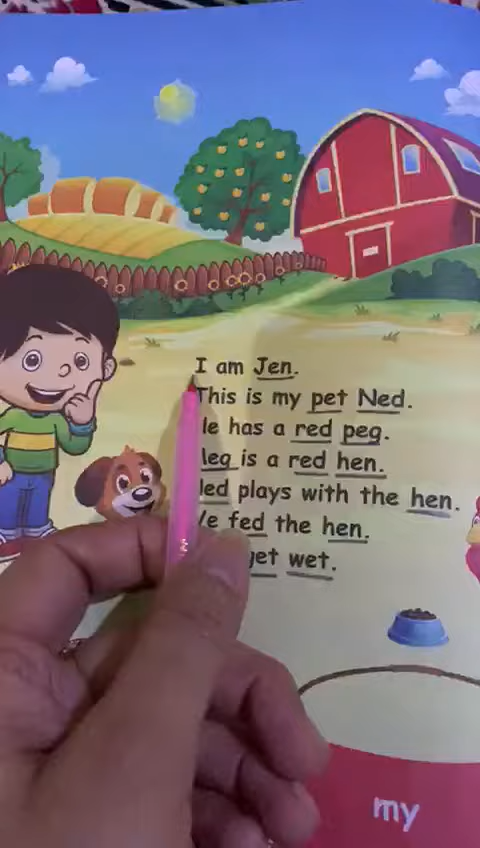 I am Jen.
This is my pet Ned.
has a red peg.
is a red hen.
plays with the hen.
fed the hen.
get wet.
my